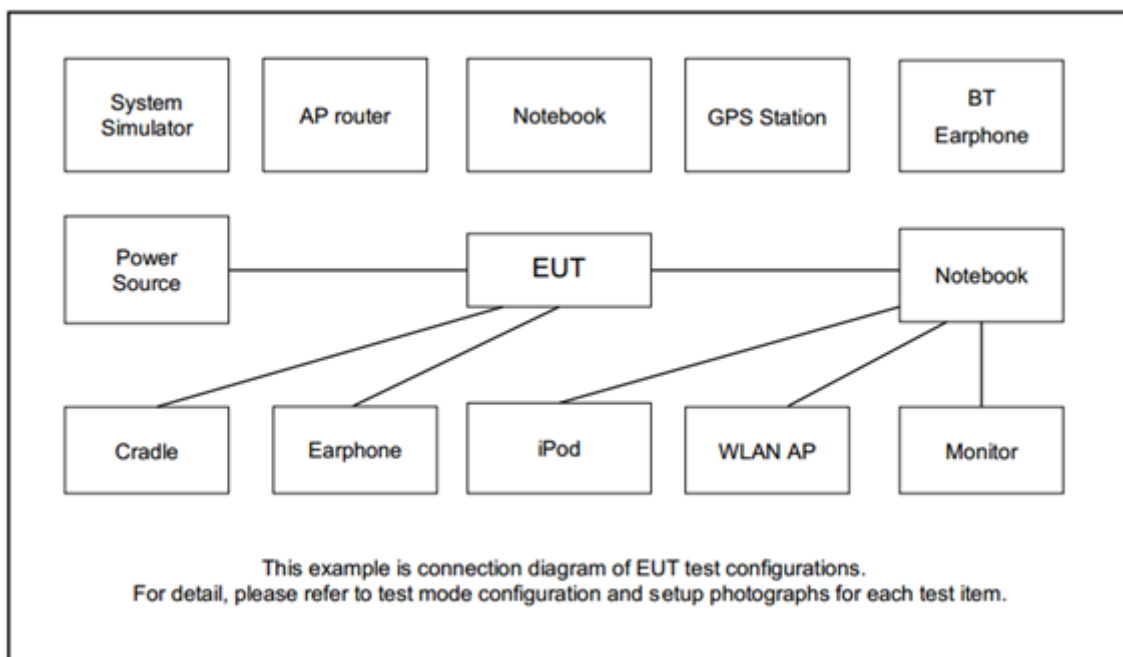 System
Simulator
AP router
Notebook
GPS Station
BT
Earphone
Power
Source
EUT
Notebook
Cradle
Earphone
iPod
WLAN AP
Monitor
This example is connection diagram of EUT test configurations.
For detail, please refer to test mode configuration and setup photographs for each test item.